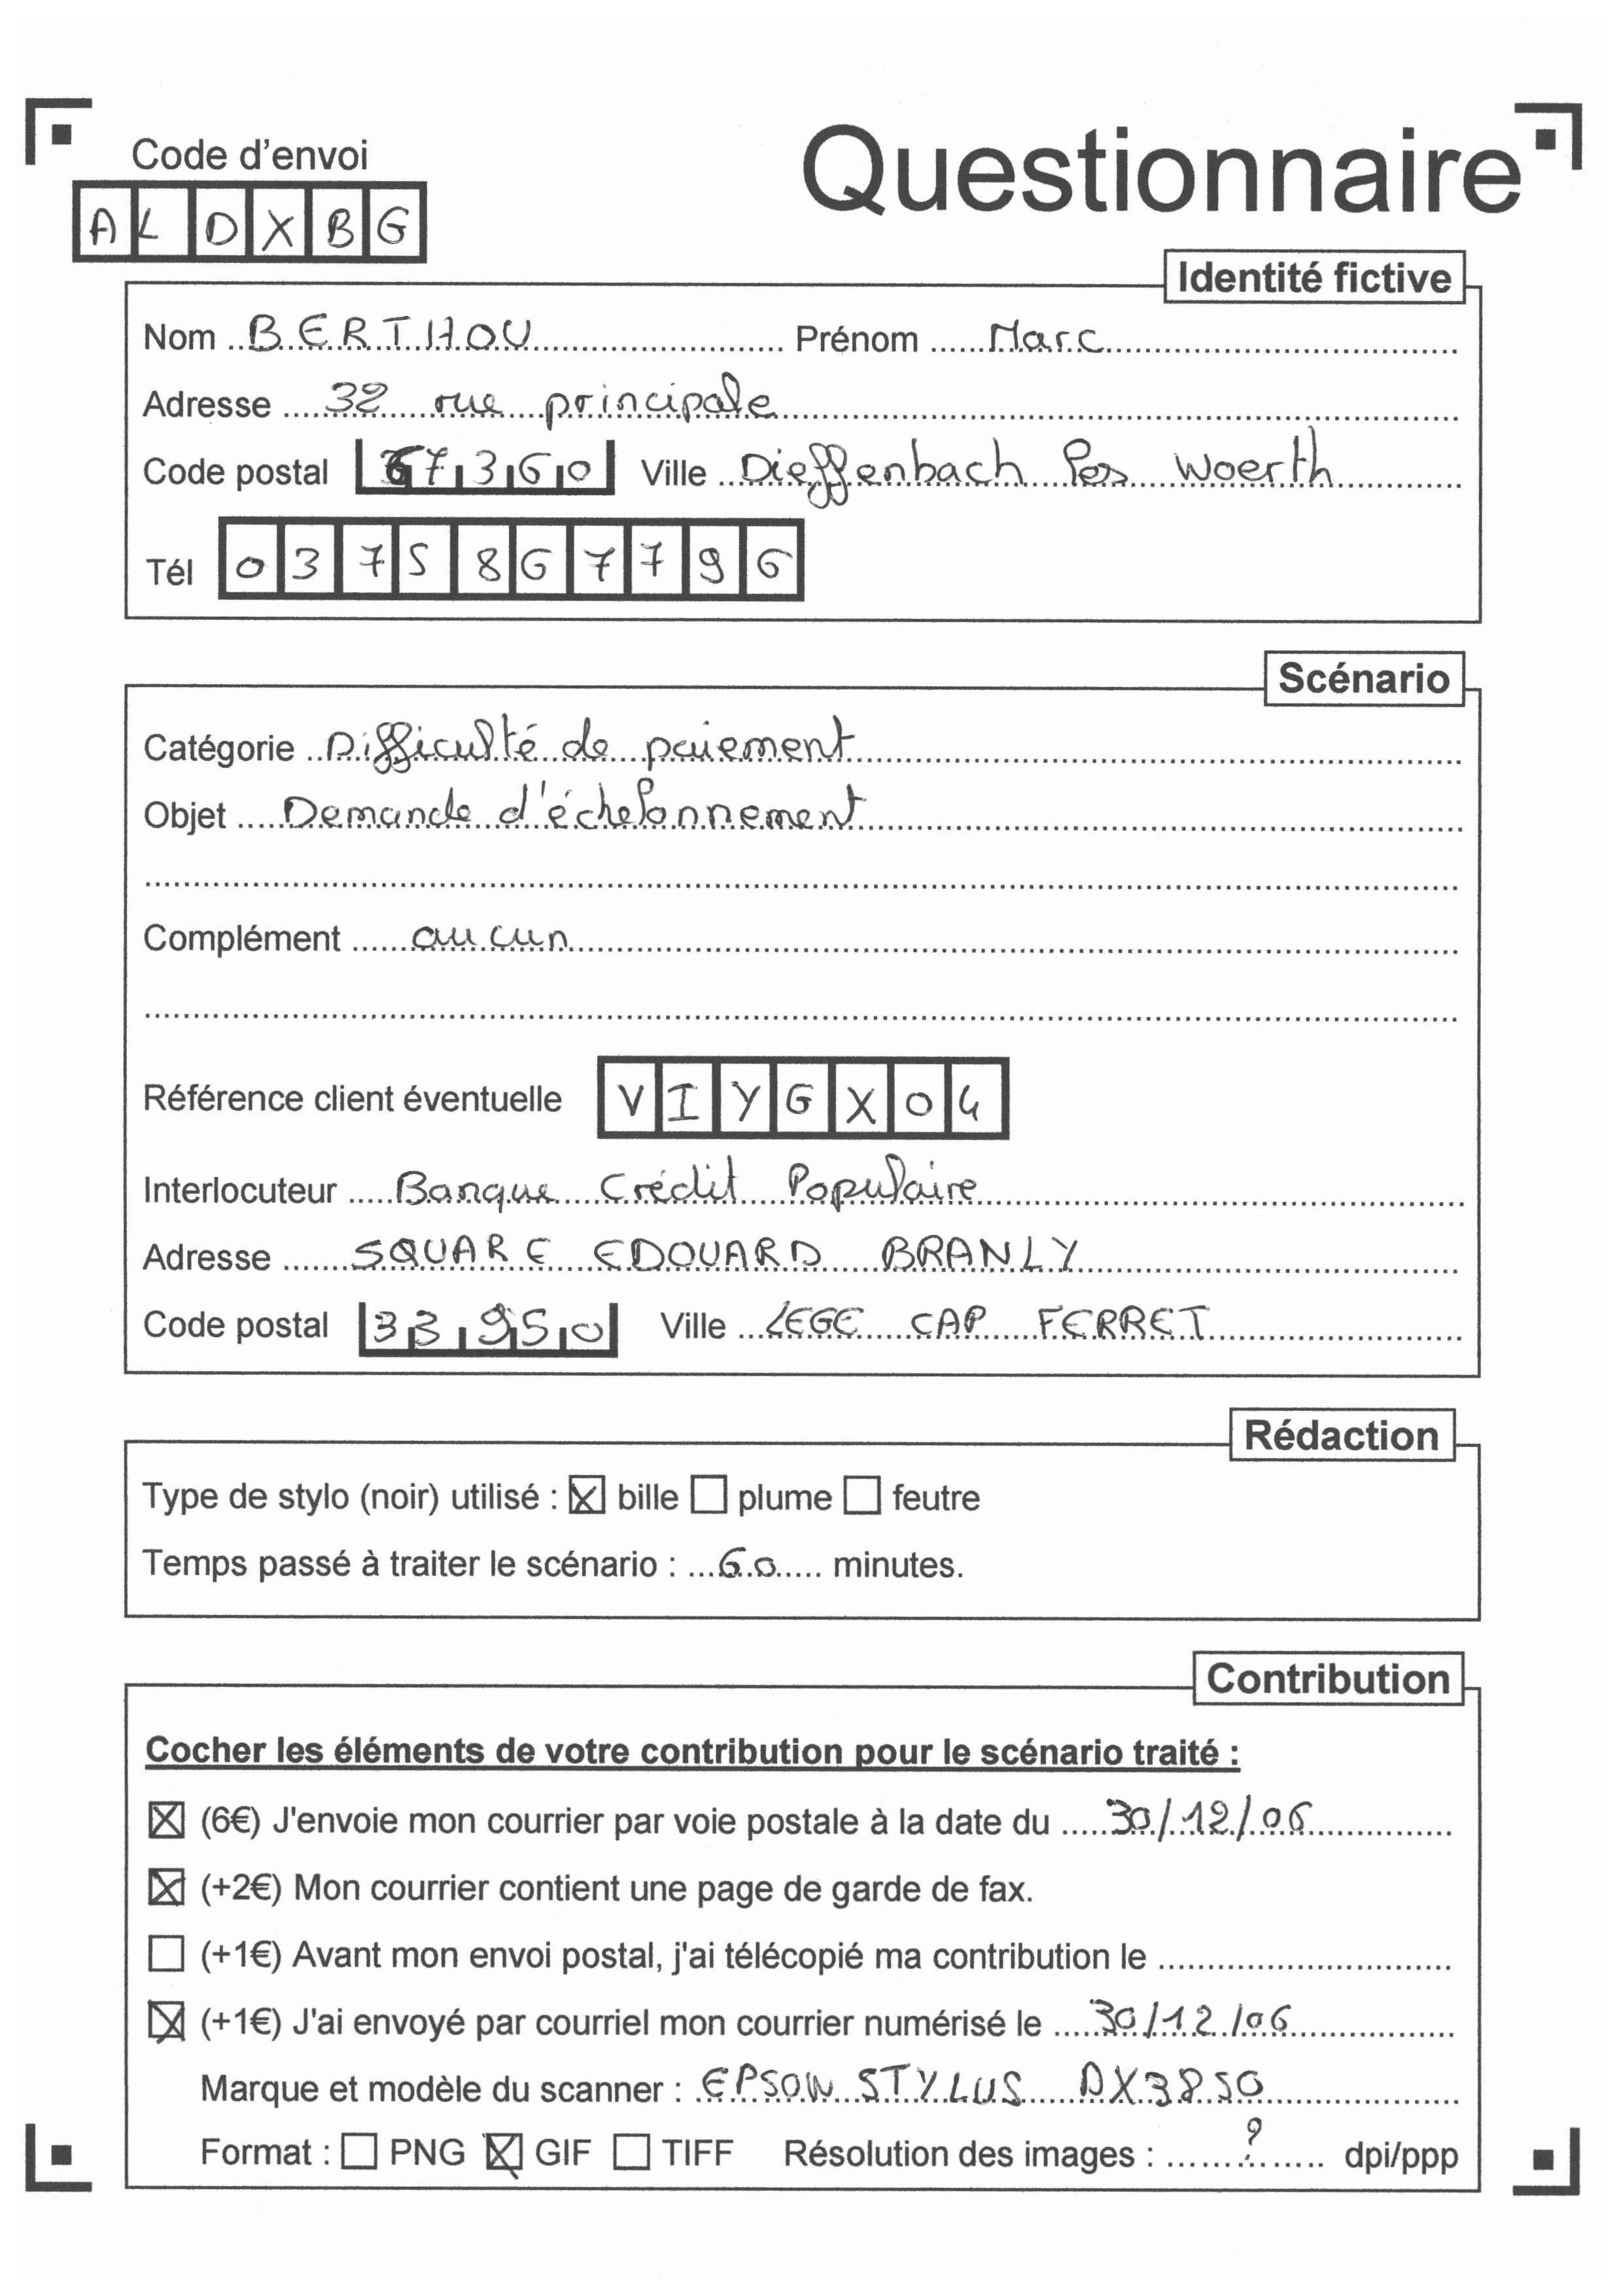 Code d'envoi
Questionnaire
ALDXBG
Identité fictive
Nom BERTHOU Prénom Marc
Adresse 32 rue principale
Code postal 67360 Ville Dieffenbach les Woerth
Tél 0375867796
Scénario
Catégorie Difficulté de paiement
Objet Demande d'échelonnement
Complément aucun
Référence client éventuelle VIYGX04
Interlocuteur Banque Crédit Populaire
Adresse SQUARE EDOUARD BRANLY
Code postal 33950 Ville LEGE CAP FERRET
Rédaction
Type de stylo (noir) utilisé : bille plume feutre
Temps passé à traiter le scénario : 60 minutes.
Contribution
Cocher les éléments de votre contribution pour le scénario traité :
(6€) J'envoie mon courrier par voie postale à la date du 30/12/06
(+2€) Mon courrier contient une page de garde de fax.
(+1€) Avant mon envoi postal, j'ai télécopié ma contribution le
(+1€) J'ai envoyé par courriel mon courrier numérisé le 30/12/06
Marque et modèle du scanner : EPSON STYLUS DX3850
Format : PNG GIF TIFF Résolution des images : ? dpi/ppp